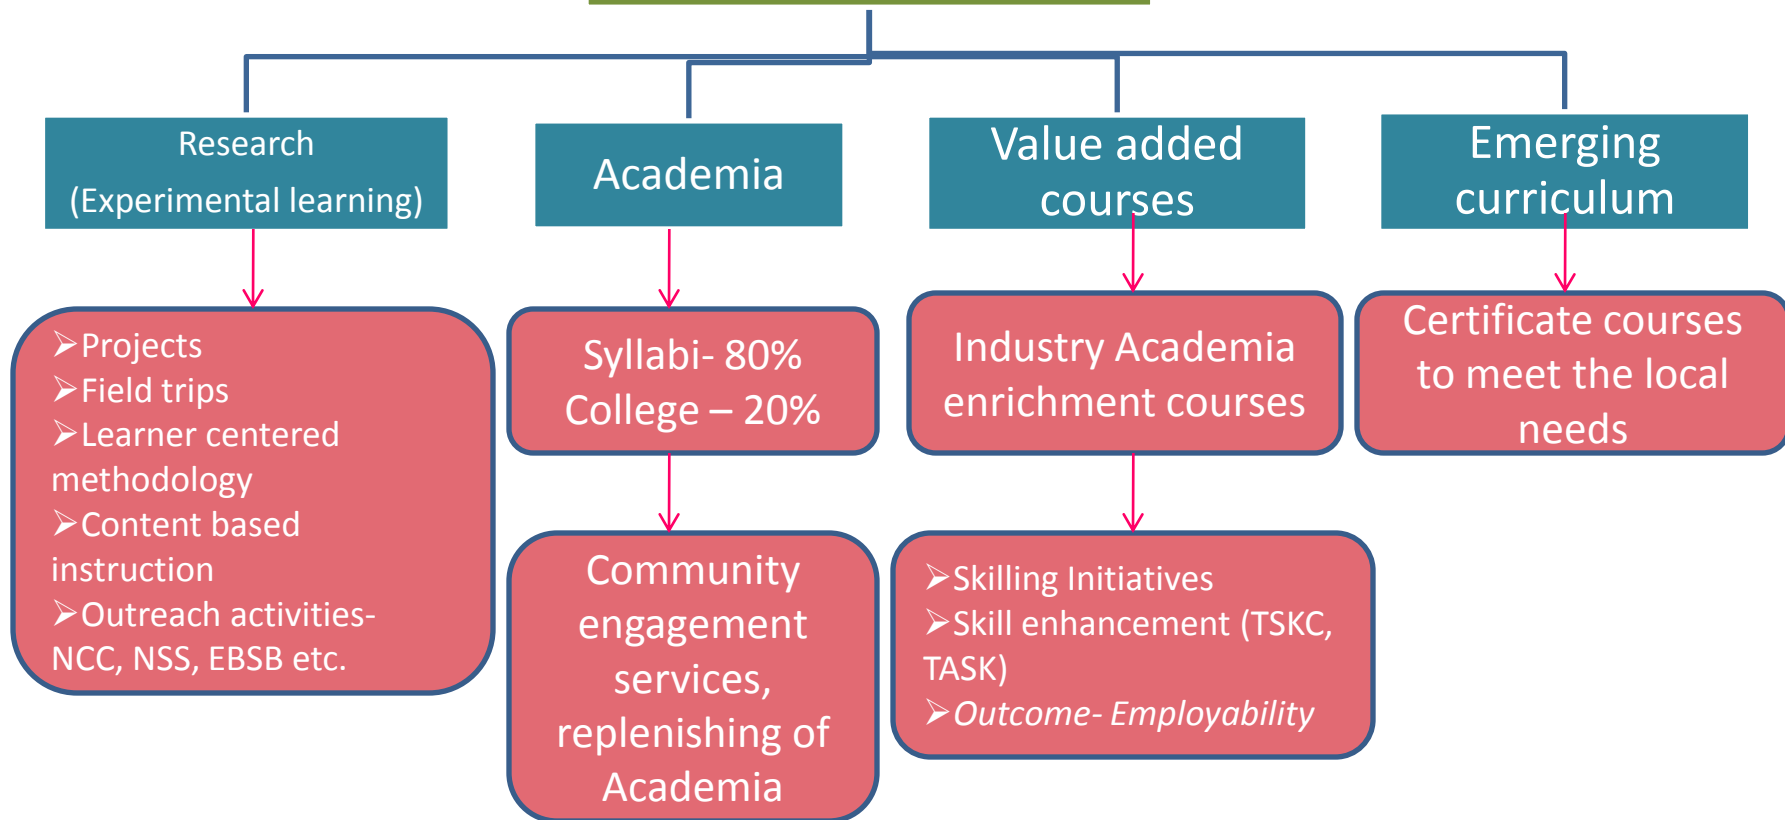 Research
(Experimental learning)
Academia
Value added
courses
Emerging
curriculum
➢Projects
➢Field trips
➢Learner centered
methodology
➢Content based
instruction
➢Outreach activities-
NCC, NSS, EBSB etc.
Syllabi- 80%
College – 20%
Industry Academia
enrichment courses
Certificate courses
to meet the local
needs
Community
engagement
services,
replenishing of
Academia
➢Skilling Initiatives
➢Skill enhancement (TSKC,
TASK)
➢Outcome- Employability